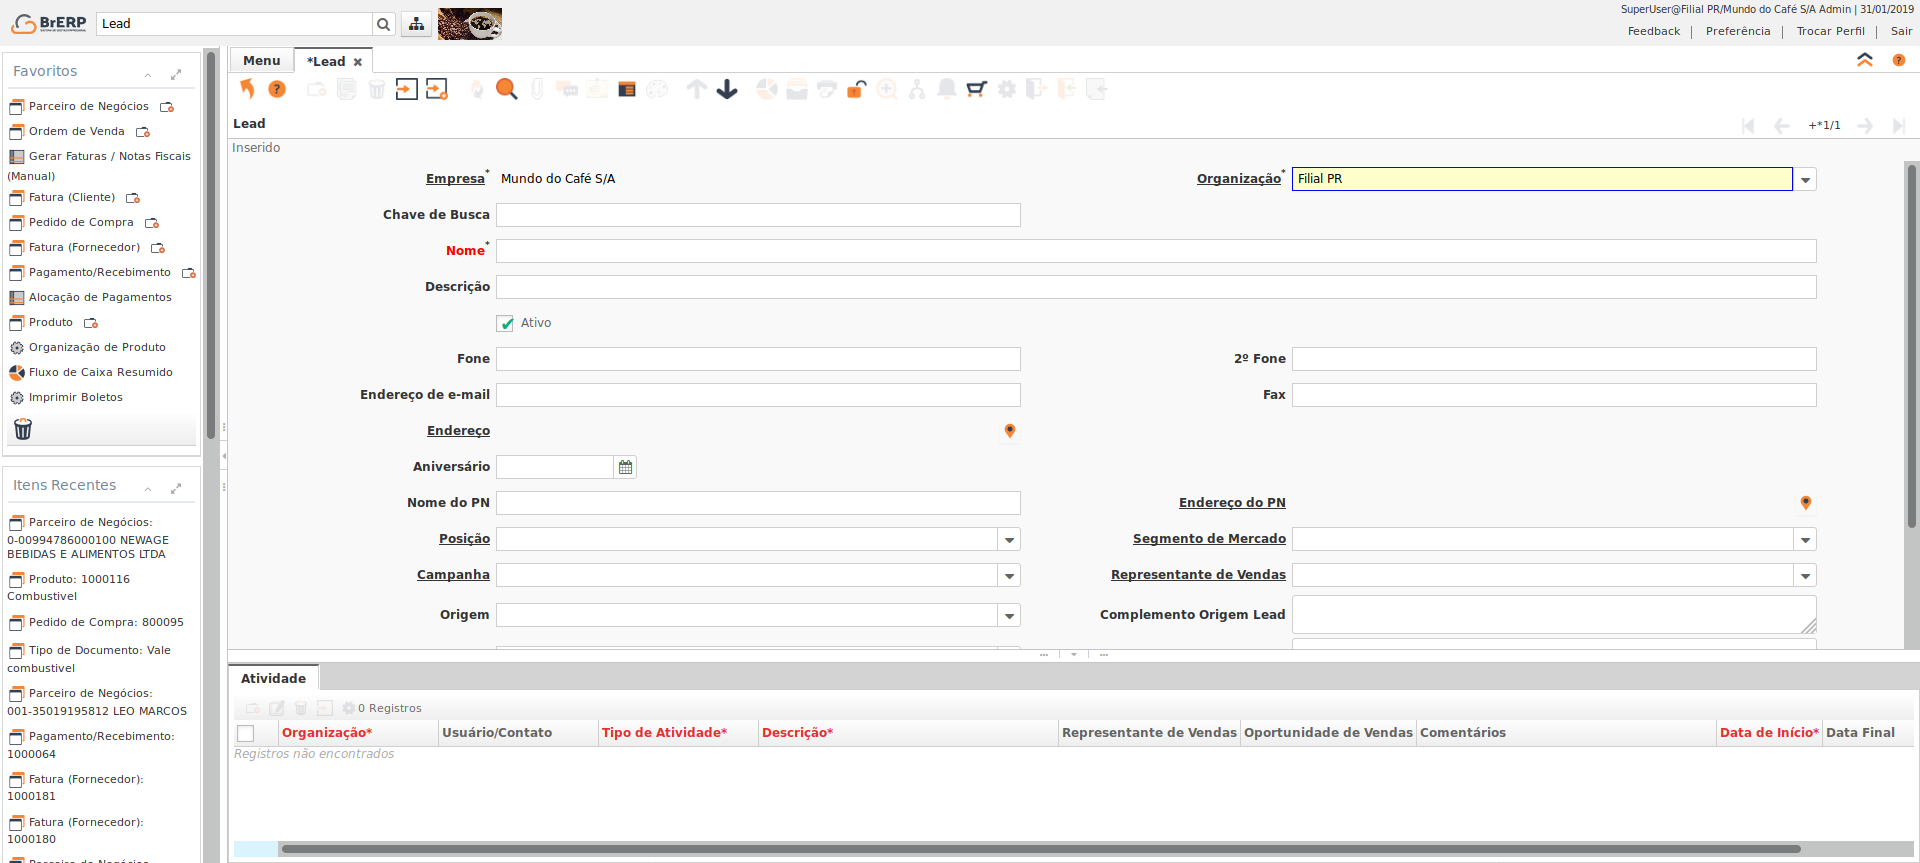 BrERP
Lead
SuperUser@Filial PR/Mundo do Café S/A Admin | 31/01/2019
Feedback | Preferência | Trocar Perfil | Sair
Favoritos
Parceiro de Negócios
Ordem de Venda
Gerar Faturas / Notas Fiscais
(Manual)
Fatura (Cliente)
Pedido de Compra
Fatura (Fornecedor)
Pagamento/Recebimento
Alocação de Pagamentos
Produto
Organização de Produto
Fluxo de Caixa Resumido
Imprimir Boletos
Itens Recentes
Parceiro de Negócios:
0-00994786000100 NEWAGE
BEBIDAS E ALIMENTOS LTDA
Produto: 1000116
Combustivel
Pedido de Compra: 800095
Tipo de Documento: Vale
combustivel
Parceiro de Negócios:
001-35019195812 LEO MARCOS
Pagamento/Recebimento:
1000064
Fatura (Fornecedor):
1000181
Fatura (Fornecedor):
1000180
Menu
*Lead
Lead
+*1/1
Inserido
Empresa* Mundo do Café S/A
Organização* Filial PR
Chave de Busca
Nome*
Descrição
Ativo
Fone
2º Fone
Endereço de e-mail
Fax
Endereço
Aniversário
Nome do PN
Endereço do PN
Posição
Segmento de Mercado
Campanha
Representante de Vendas
Origem
Complemento Origem Lead
Atividade
0 Registros
Organização* Usuário/Contato Tipo de Atividade* Descrição* Representante de Vendas Oportunidade de Vendas Comentários Data de Início* Data Final
Registros não encontrados